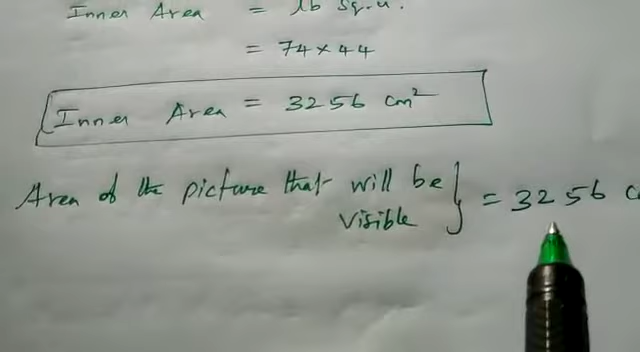 Inner Area = lb sq.u.
= 74 × 44
Inner Area = 3256 cm²
Area of the picture that will be visible } = 3256 c